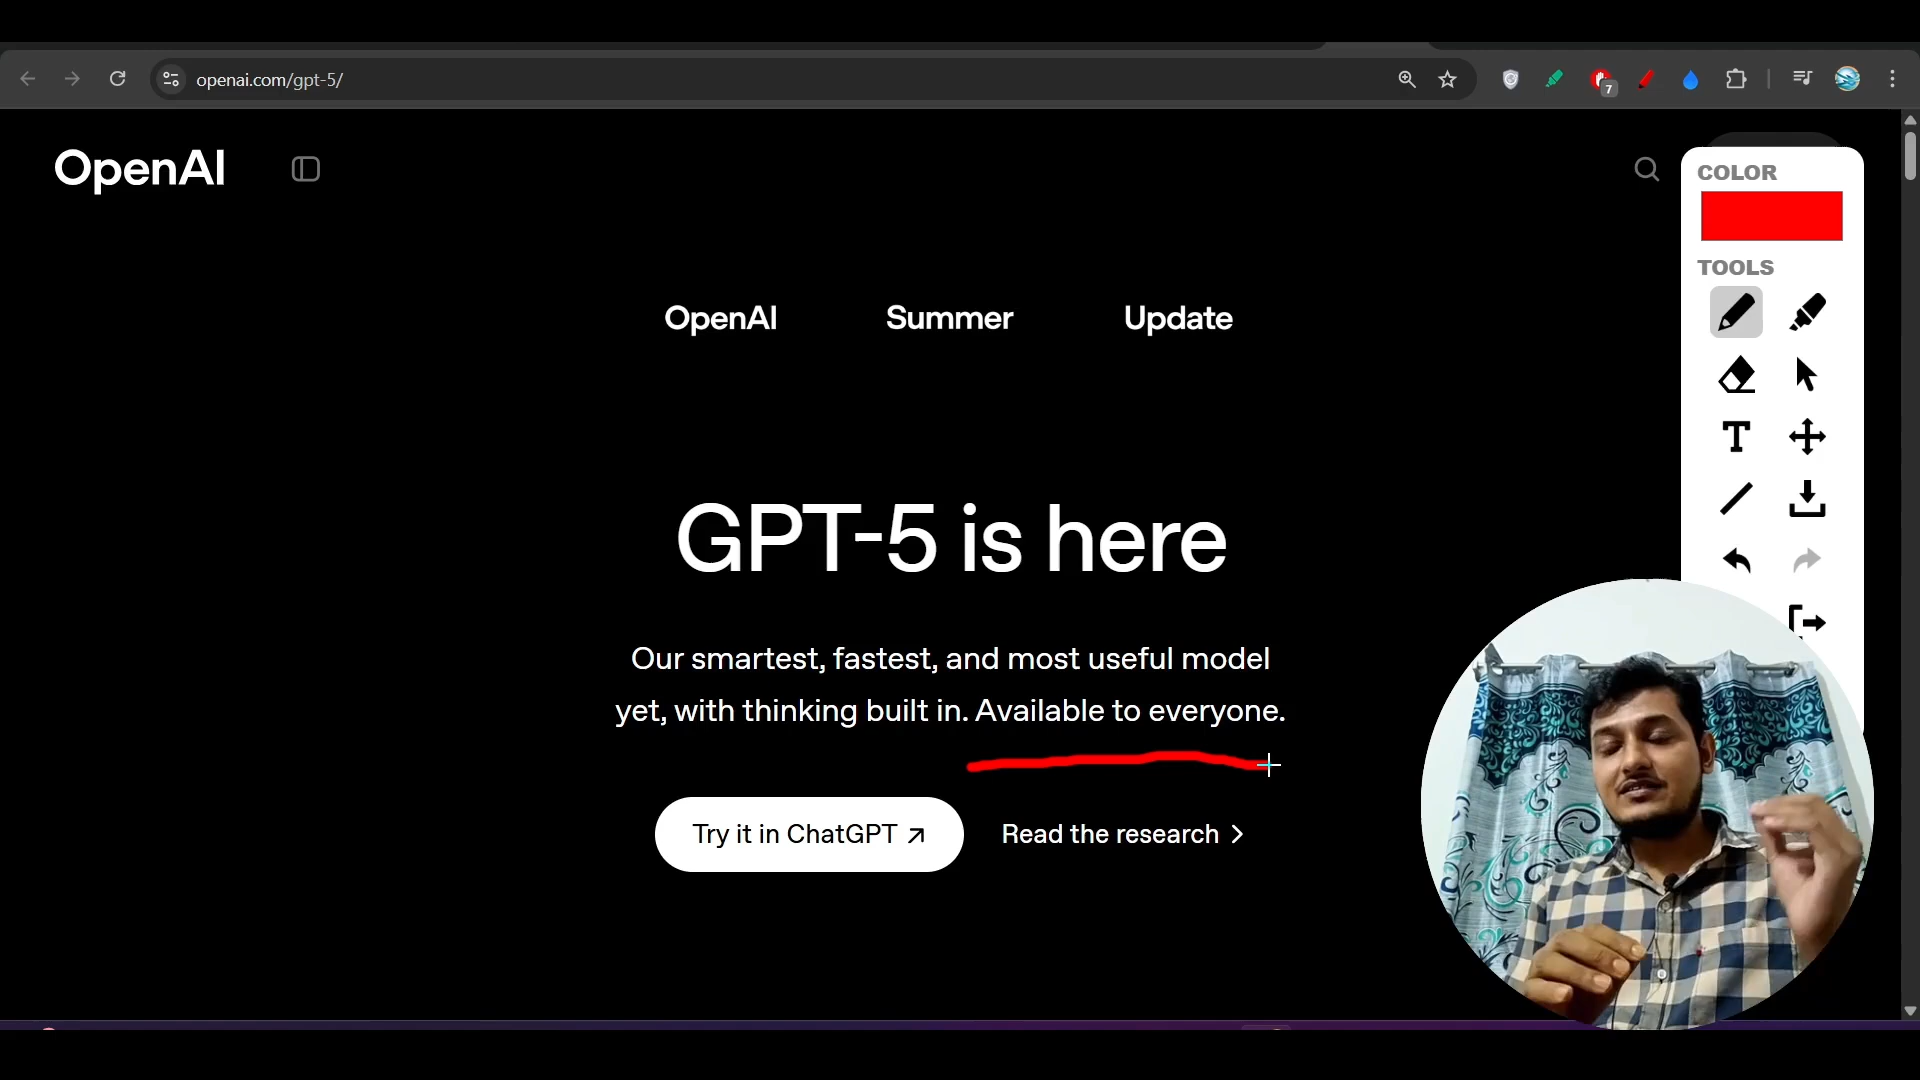 openai.com/gpt-5/
7
OpenAI
COLOR
TOOLS
OpenAI Summer Update
GPT-5 is here
Our smartest, fastest, and most useful model
yet, with thinking built in. Available to everyone.
Try it in ChatGPT
Read the research